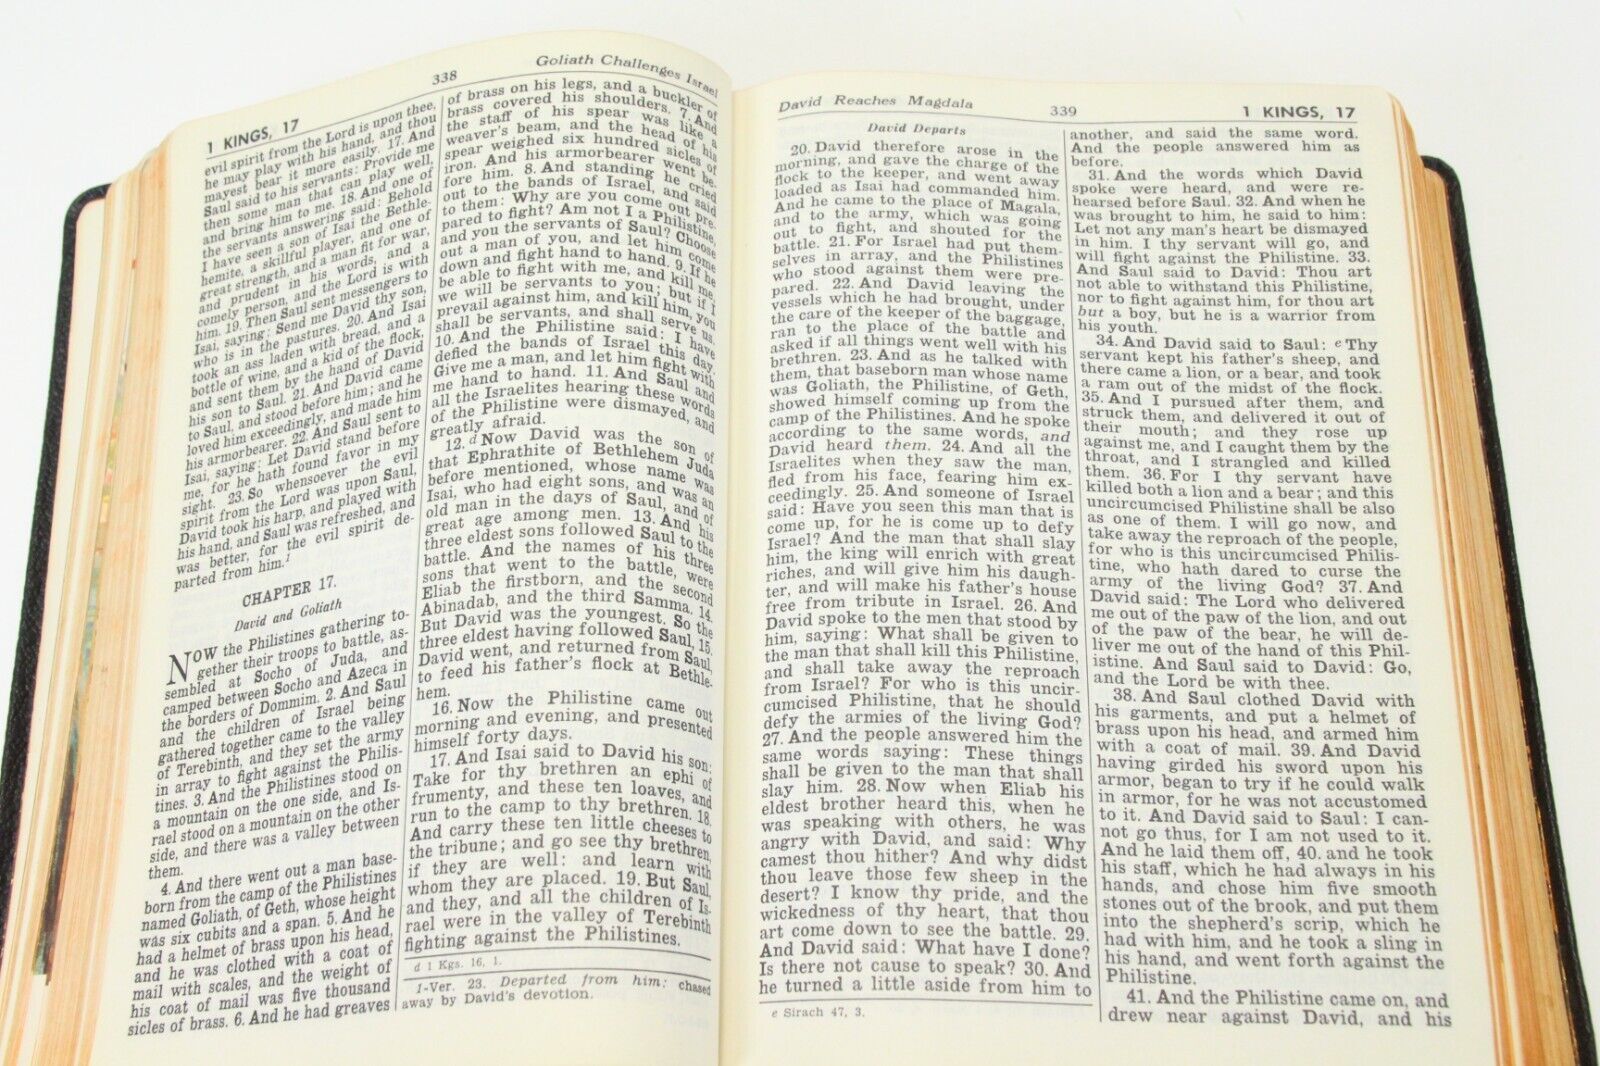 338
Goliath Challenges Israel
1 KINGS, 17
evil spirit from the Lord is upon thee,
he may play with his hand, and thou
mayest bear it more easily. 17. And
Saul said to his servants: Provide me
then some man that can play well,
and bring him to me. 18. And one of
the servants answering said: Behold
I have seen a son of Isai the Bethle-
hemite, a skillful player, and one of
great strength, and a man fit for war,
and prudent in his words, and a
comely person, and the Lord is with
him. 19. Then Saul sent messengers to
Isai, saying: Send me David thy son,
who is in the pastures. 20. And Isai
took an ass laden with bread, and a
bottle of wine, and a kid of the flock,
and sent them by the hand of David
his son to Saul. 21. And David came
to Saul, and stood before him; and he
loved him exceedingly, and made him
his armorbearer. 22. And Saul sent to
Isai, saying: Let David stand before
me, for he hath found favor in my
sight. 23. So whensoever the evil
spirit from the Lord was upon Saul,
David took his harp, and played with
his hand, and Saul was refreshed, and
was better, for the evil spirit de-
parted from him.1
CHAPTER 17.
David and Goliath
NOW the Philistines gathering to-
gether their troops to battle, as-
sembled at Socho of Juda, and
camped between Socho and Azeca in
the borders of Dommim. 2. And Saul
and the children of Israel being
gathered together came to the valley
of Terebinth, and they set the army
in array to fight against the Philis-
tines. 3. And the Philistines stood on
a mountain on the one side, and Is-
rael stood on a mountain on the other
side, and there was a valley between
them.
4. And there went out a man base-
born from the camp of the Philistines
named Goliath, of Geth, whose height
was six cubits and a span. 5. And he
had a helmet of brass upon his head,
and he was clothed with a coat of
mail with scales, and the weight of
his coat of mail was five thousand
sicles of brass. 6. And he had greaves
of brass on his legs, and a buckler of
brass covered his shoulders. 7. And
the staff of his spear was like a
weaver's beam, and the head of his
spear weighed six hundred sicles of
iron. And his armorbearer went be-
fore him. 8. And standing he cried
out to the bands of Israel, and said
to them: Why are you come out pre-
pared to fight? Am not I a Philistine,
and you the servants of Saul? Choose
out a man of you, and let him come
down and fight hand to hand. 9. If he
be able to fight with me, and kill me,
we will be servants to you; but if I
prevail against him, and kill him, you
shall be servants, and shall serve us.
10. And the Philistine said: I have
defied the bands of Israel this day.
Give me a man, and let him fight with
me hand to hand. 11. And Saul and
all the Israelites hearing these words
of the Philistine were dismayed, and
greatly afraid.
12. d Now David was the son of
that Ephrathite of Bethlehem Juda
before mentioned, whose name was
Isai, who had eight sons, and was an
old man in the days of Saul, and of
great age among men. 13. And his
three eldest sons followed Saul to the
battle. And the names of his three
sons that went to the battle, were
Eliab the firstborn, and the second
Abinadab, and the third Samma. 14.
But David was the youngest. So the
three eldest having followed Saul, 15.
David went, and returned from Saul,
to feed his father's flock at Bethle-
hem.
16. Now the Philistine came out
morning and evening, and presented
himself forty days.
17. And Isai said to David his son:
Take for thy brethren an ephi of
frumenty, and these ten loaves, and
run to the camp to thy brethren. 18.
And carry these ten little cheeses to
the tribune; and go see thy brethren,
if they are well: and learn with
whom they are placed. 19. But Saul,
and they, and all the children of Is-
rael were in the valley of Terebinth
fighting against the Philistines.
d 1 Kgs. 16, 1.
1-Ver. 23. Departed from him: chased
away by David's devotion.
David Reaches Magdala
339
1 KINGS, 17
David Departs
20. David therefore arose in the
morning, and gave the charge of the
flock to the keeper, and went away
loaded as Isai had commanded him.
And he came to the place of Magala,
and to the army, which was going
out to fight, and shouted for the
battle. 21. For Israel had put them-
selves in array, and the Philistines
who stood against them were pre-
pared. 22. And David leaving the
vessels which he had brought, under
the care of the keeper of the baggage,
ran to the place of the battle and
asked if all things went well with his
brethren. 23. And as he talked with
them, that baseborn man whose name
was Goliath, the Philistine, of Geth,
showed himself coming up from the
camp of the Philistines. And he spoke
according to the same words, and
David heard them. 24. And all the
Israelites when they saw the man,
fled from his face, fearing him ex-
ceedingly. 25. And someone of Israel
said: Have you seen this man that is
come up, for he is come up to defy
Israel? And the man that shall slay
him, the king will enrich with great
riches, and will give him his daugh-
ter, and will make his father's house
free from tribute in Israel. 26. And
David spoke to the men that stood by
him, saying: What shall be given to
the man that shall kill this Philistine,
and shall take away the reproach
from Israel? For who is this uncir-
cumcised Philistine, that he should
defy the armies of the living God?
27. And the people answered him the
same words saying: These things
shall be given to the man that shall
slay him. 28. Now when Eliab his
eldest brother heard this, when he
was speaking with others, he was
angry with David, and said: Why
camest thou hither? And why didst
thou leave those few sheep in the
desert? I know thy pride, and the
wickedness of thy heart, that thou
art come down to see the battle. 29.
And David said: What have I done?
Is there not cause to speak? 30. And
he turned a little aside from him to
e Sirach 47, 3.
another, and said the same word.
And the people answered him as
before.
31. And the words which David
spoke were heard, and were re-
hearsed before Saul. 32. And when he
was brought to him, he said to him:
Let not any man's heart be dismayed
in him. I thy servant will go, and
will fight against the Philistine. 33.
And Saul said to David: Thou art
not able to withstand this Philistine,
nor to fight against him, for thou art
but a boy, but he is a warrior from
his youth.
34. And David said to Saul: e Thy
servant kept his father's sheep, and
there came a lion, or a bear, and took
a ram out of the midst of the flock.
35. And I pursued after them, and
struck them, and delivered it out of
their mouth; and they rose up
against me, and I caught them by the
throat, and I strangled and killed
them. 36. For I thy servant have
killed both a lion and a bear; and this
uncircumcised Philistine shall be also
as one of them. I will go now, and
take away the reproach of the people,
for who is this uncircumcised Philis-
tine, who hath dared to curse the
army of the living God? 37. And
David said: The Lord who delivered
me out of the paw of the lion, and out
of the paw of the bear, he will de-
liver me out of the hand of this Phil-
istine. And Saul said to David: Go,
and the Lord be with thee.
38. And Saul clothed David with
his garments, and put a helmet of
brass upon his head, and armed him
with a coat of mail. 39. And David
having girded his sword upon his
armor, began to try if he could walk
in armor, for he was not accustomed
to it. And David said to Saul: I can-
not go thus, for I am not used to it.
And he laid them off, 40. and he took
his staff, which he had always in his
hands, and chose him five smooth
stones out of the brook, and put them
into the shepherd's scrip, which he
had with him, and he took a sling in
his hand, and went forth against the
Philistine.
41. And the Philistine came on, and
drew near against David, and his